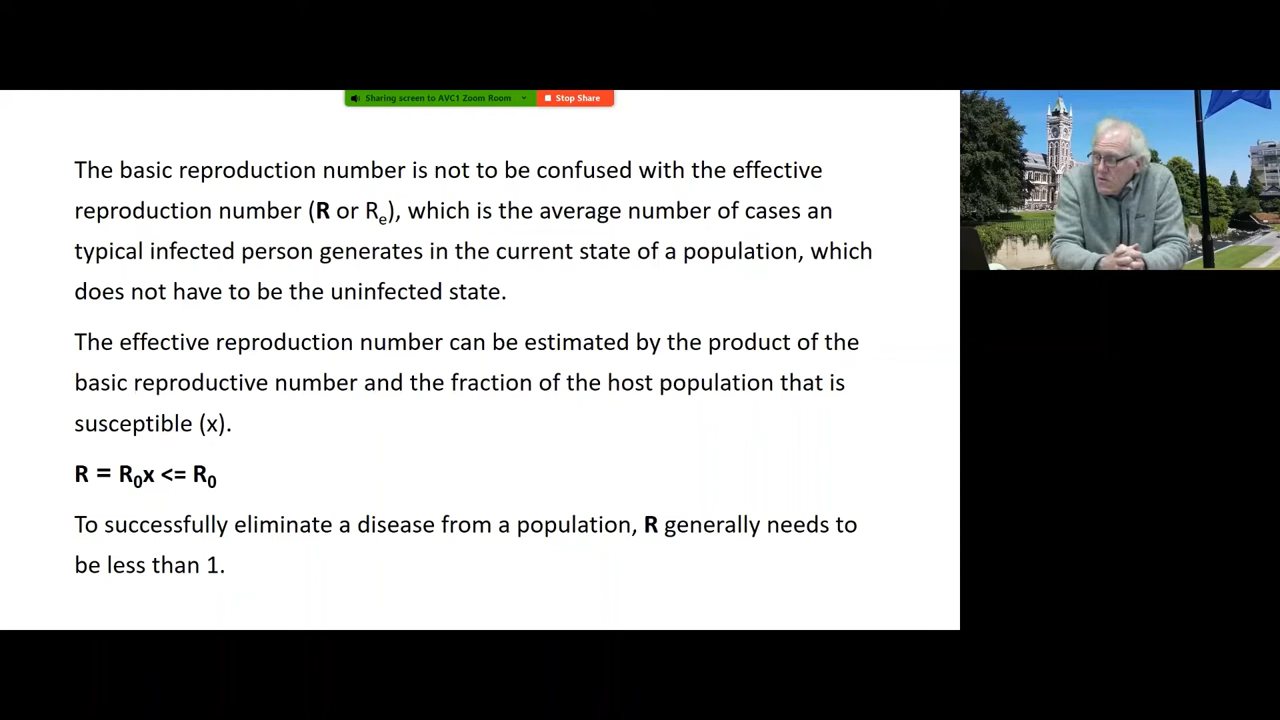 Sharing screen to AVC1 Zoom Room
Stop Share
The basic reproduction number is not to be confused with the effective
reproduction number (R or Re), which is the average number of cases an
typical infected person generates in the current state of a population, which
does not have to be the uninfected state.
The effective reproduction number can be estimated by the product of the
basic reproductive number and the fraction of the host population that is
susceptible (x).
R = R0x <= R0
To successfully eliminate a disease from a population, R generally needs to
be less than 1.